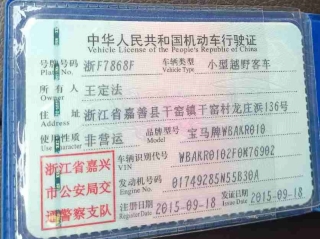 中华人民共和国机动车行驶证
Vehicle License of the People's Republic of China
号牌号码 浙F7868F 车辆类型 小型越野客车
Plate No. Vehicle Type
所有人 王定法
Owner
住址 浙江省嘉善县干窑镇干窑村龙庄浜136号
Address
使用性质 非营运 品牌型号 宝马牌WBAKR010
Use Character Model
浙江省嘉兴
市公安局交
通警察支队
车辆识别代号 WBAKR0102F0M76902
VIN
发动机号码 01749285N55B30A
Engine No.
注册日期 2015-09-18 发证日期 2015-09-18
Register Date Issue Date